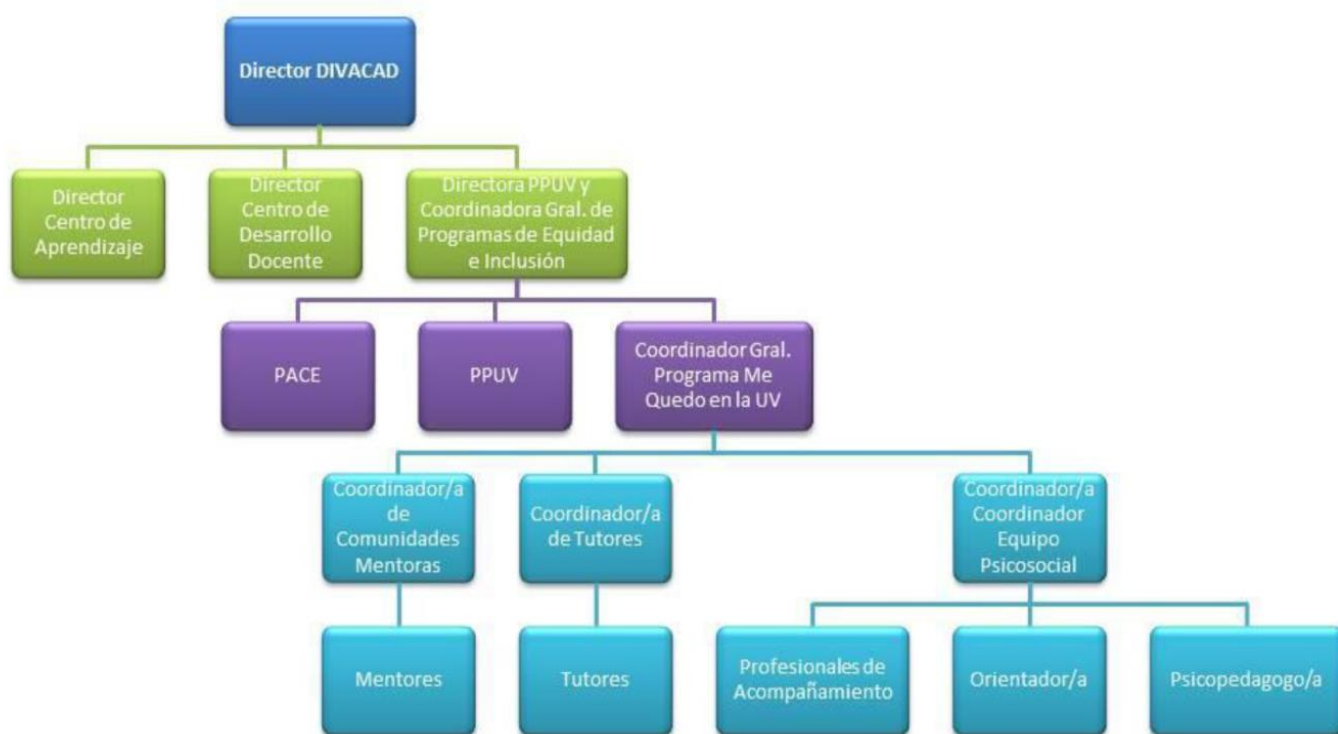 Director DIVACAD
Director
Centro de
Aprendizaje
Director
Centro de
Desarrollo
Docente
Directora PPUV y
Coordinadora Gral. de
Programas de Equidad
e Inclusión
PACE
PPUV
Coordinador Gral.
Programa Me
Quedo en la UV
Coordinador/a
de
Comunidades
Mentoras
Coordinador/a
de Tutores
Coordinador/a
Coordinador
Equipo
Psicosocial
Mentores
Tutores
Profesionales de
Acompañamiento
Orientador/a
Psicopedagogo/a